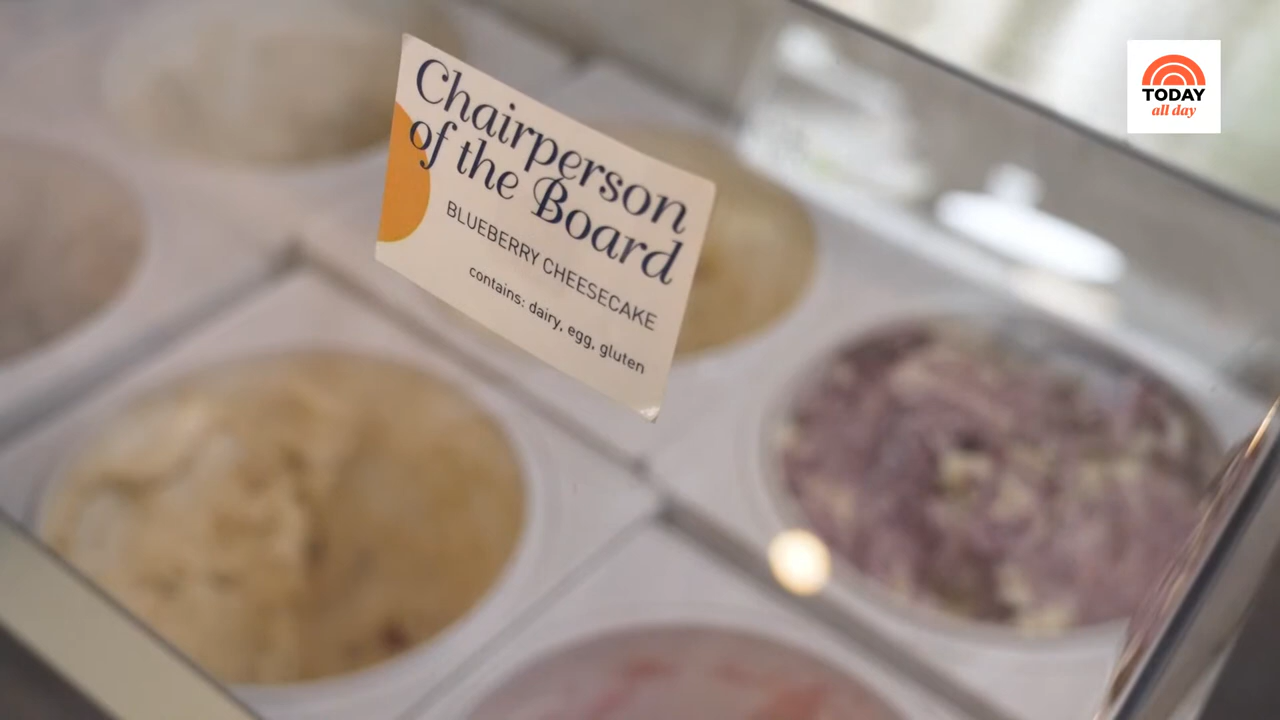 Chairperson
of the Board
BLUEBERRY CHEESECAKE
contains: dairy, egg, gluten
TODAY
all day